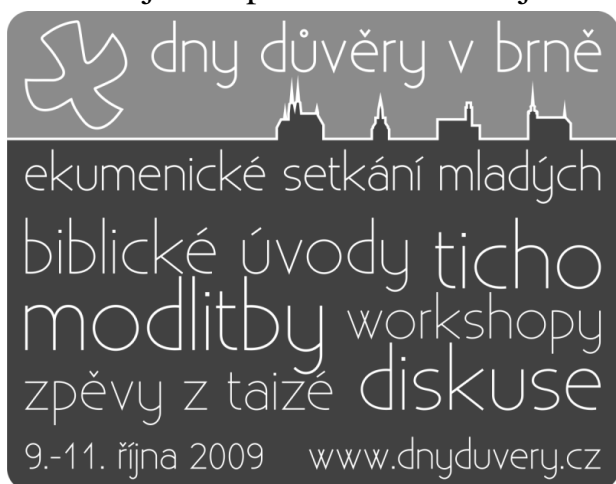 dny důvěry v brně
ekumenické setkání mladých
biblické úvody ticho
modlitby workshopy
zpěvy z taizé diskuse
9.-11. října 2009 www.dnyduvery.cz